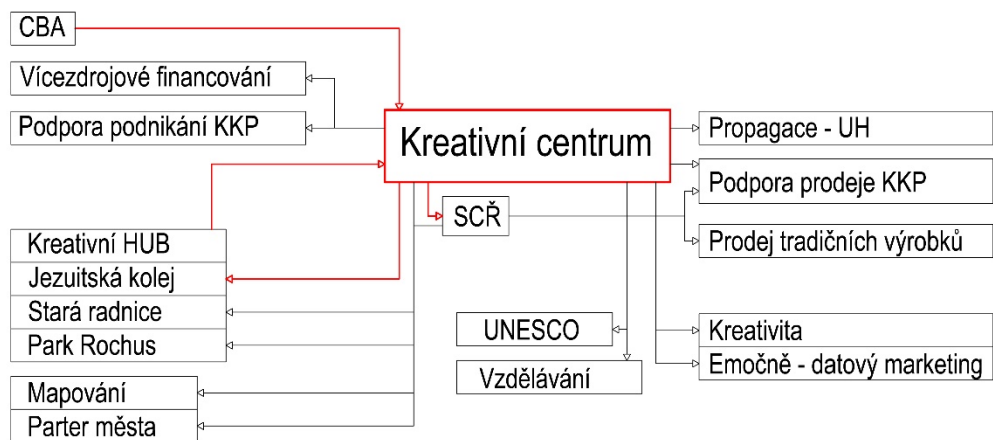 CBA
Vícezdrojové financování
Podpora podnikání KKP
Kreativní centrum
Propagace - UH
Podpora prodeje KKP
SCŘ
Prodej tradičních výrobků
Kreativní HUB
Jezuitská kolej
Stará radnice
Park Rochus
UNESCO
Vzdělávání
Kreativita
Emočně - datový marketing
Mapování
Parter města